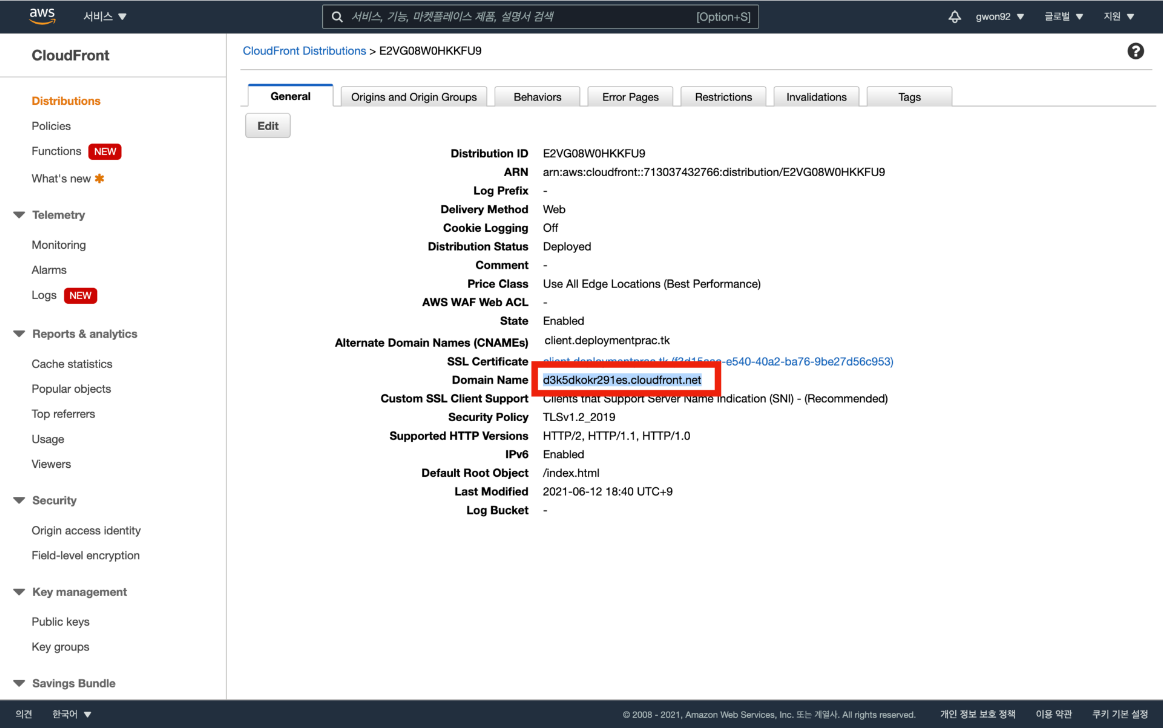 aws 서비스 ▼ 서비스, 기능, 마켓플레이스 제품, 설명서 검색 [Option+S] gwon92 ▼ 글로벌 ▼ 지원 ▼
CloudFront
CloudFront Distributions > E2VG08W0HKKFU9
Distributions
Policies
Functions NEW
What's new
Telemetry
Monitoring
Alarms
Logs NEW
Reports & analytics
Cache statistics
Popular objects
Top referrers
Usage
Viewers
Security
Origin access identity
Field-level encryption
Key management
Public keys
Key groups
Savings Bundle
General Origins and Origin Groups Behaviors Error Pages Restrictions Invalidations Tags
Edit
Distribution ID E2VG08W0HKKFU9
ARN arn:aws:cloudfront::713037432766:distribution/E2VG08W0HKKFU9
Log Prefix -
Delivery Method Web
Cookie Logging Off
Distribution Status Deployed
Comment -
Price Class Use All Edge Locations (Best Performance)
AWS WAF Web ACL -
State Enabled
Alternate Domain Names (CNAMEs) client.deploymentprac.tk
SSL Certificate client.deploymentprac.tk -e540-40a2-ba76-9be27d56c953)
Domain Name d3k5dkokr291es.cloudfront.net
Custom SSL Client Support Clients that Support Server Name Indication (SNI) - (Recommended)
Security Policy TLSv1.2_2019
Supported HTTP Versions HTTP/2, HTTP/1.1, HTTP/1.0
IPv6 Enabled
Default Root Object /index.html
Last Modified 2021-06-12 18:40 UTC+9
Log Bucket -
의견 한국어 ▼ © 2008 - 2021, Amazon Web Services, Inc. 또는 계열사. All rights reserved. 개인 정보 보호 정책 이용 약관 쿠키 기본 설정